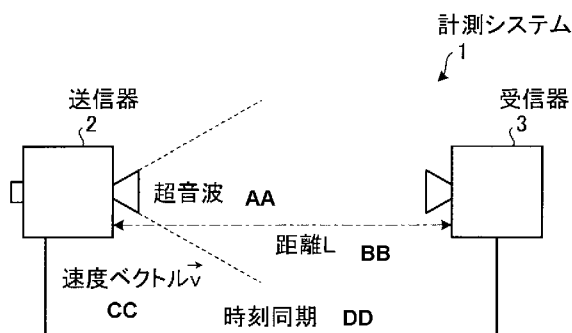 計測システム
1
送信器
2
受信器
3
超音波 AA
距離L BB
速度ベクトルv⃗
CC
時刻同期 DD